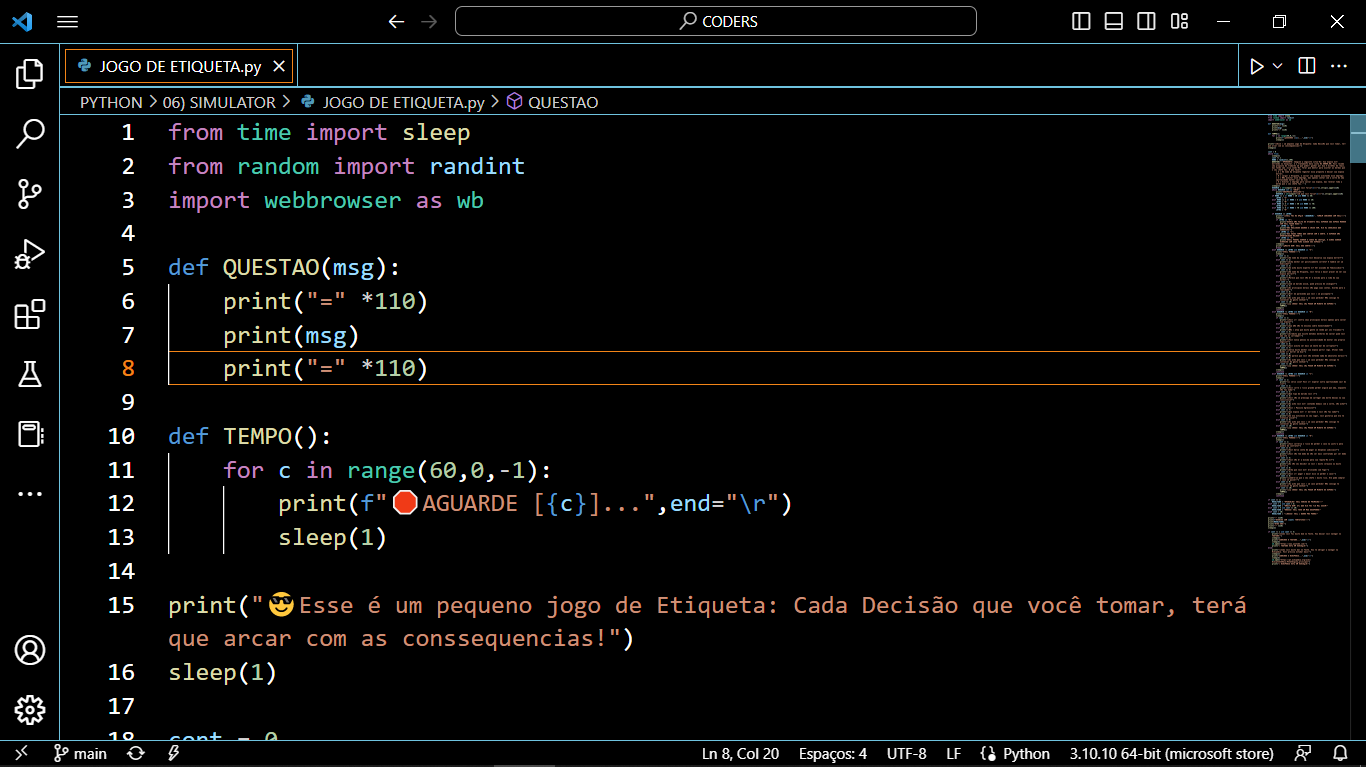 CODERS
JOGO DE ETIQUETA.py
PYTHON > 06) SIMULATOR > JOGO DE ETIQUETA.py > QUESTAO
1 from time import sleep
2 from random import randint
3 import webbrowser as wb
4
5 def QUESTAO(msg):
6 print("=" *110)
7 print(msg)
8 print("=" *110)
9
10 def TEMPO():
11 for c in range(60,0,-1):
12 print(f"🛑AGUARDE [{c}]...",end="\r")
13 sleep(1)
14
15 print("😎Esse é um pequeno jogo de Etiqueta: Cada Decisão que você tomar, terá
que arcar com as conssequencias!")
16 sleep(1)
17
18 cont = 0
main Ln 8, Col 20 Espaços: 4 UTF-8 LF Python 3.10.10 64-bit (microsoft store)